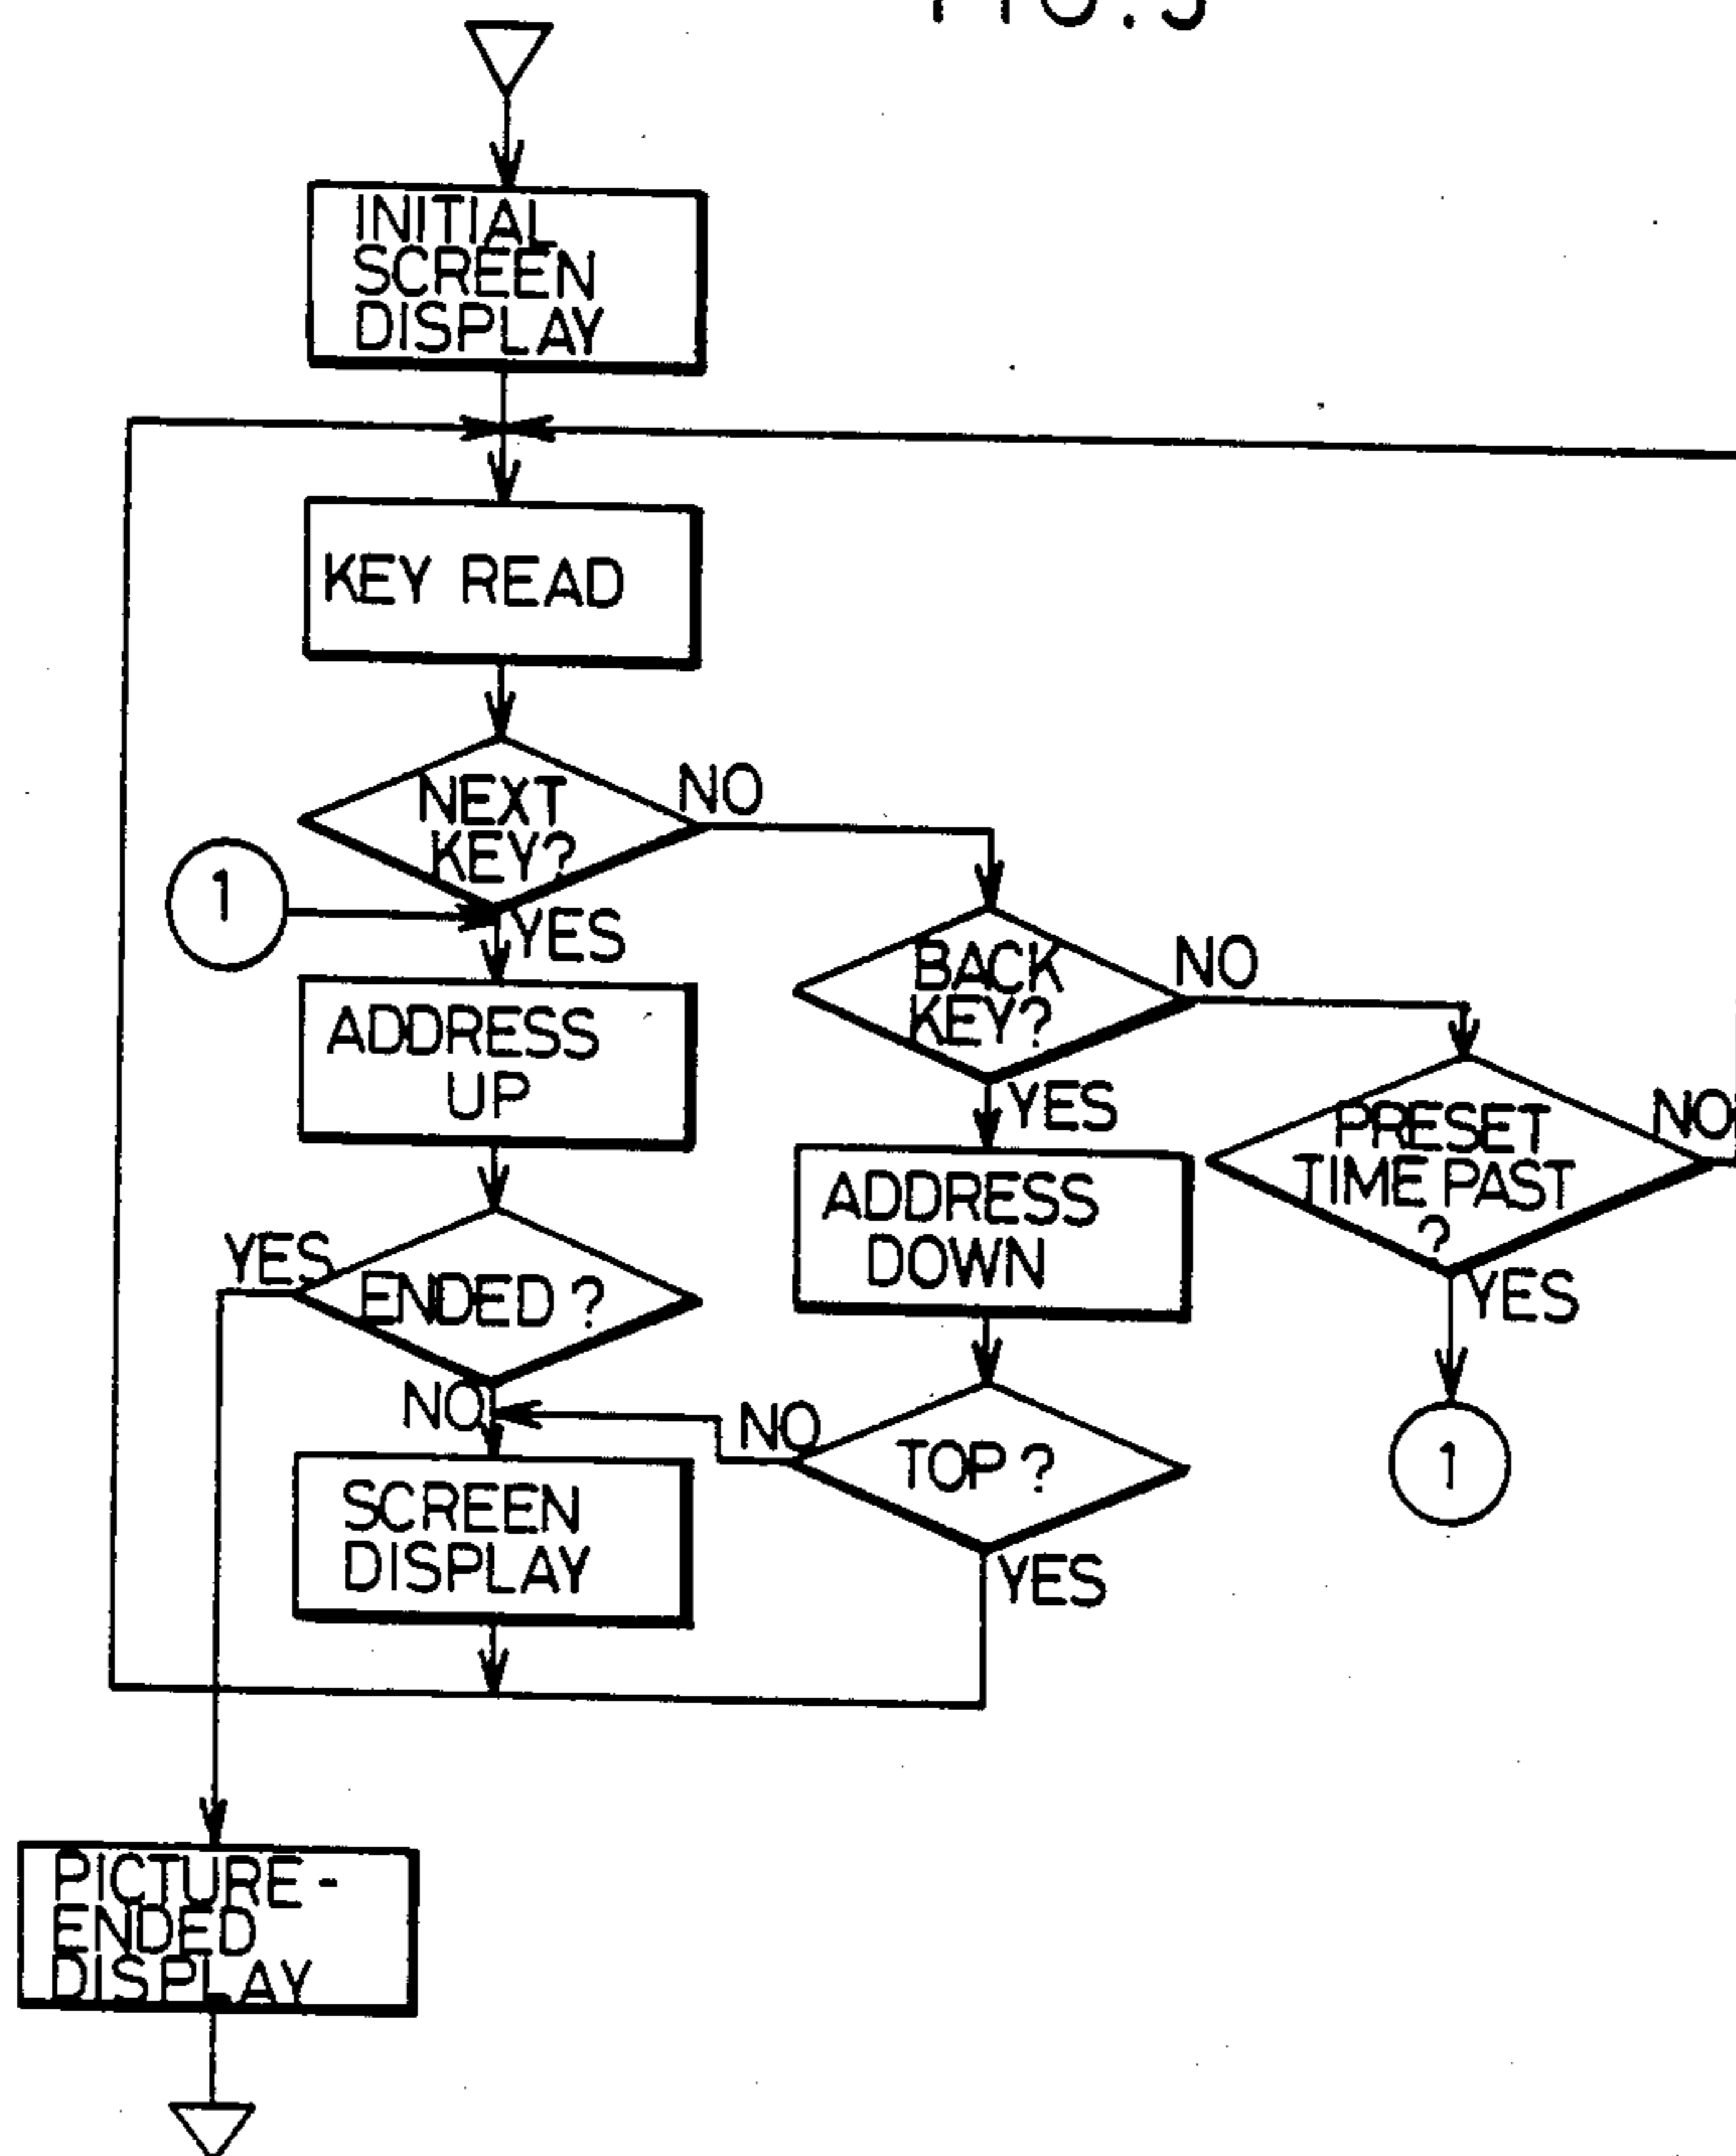 INITIAL
SCREEN
DISPLAY
KEY READ
NEXT
KEY?
NO
1
YES
BACK
KEY?
NO
ADDRESS
UP
YES
PRESET
TIME PAST
?
NO
ADDRESS
DOWN
YES
YES
ENDED?
NO
NO
TOP?
1
SCREEN
DISPLAY
YES
PICTURE-
ENDED
DISPLAY